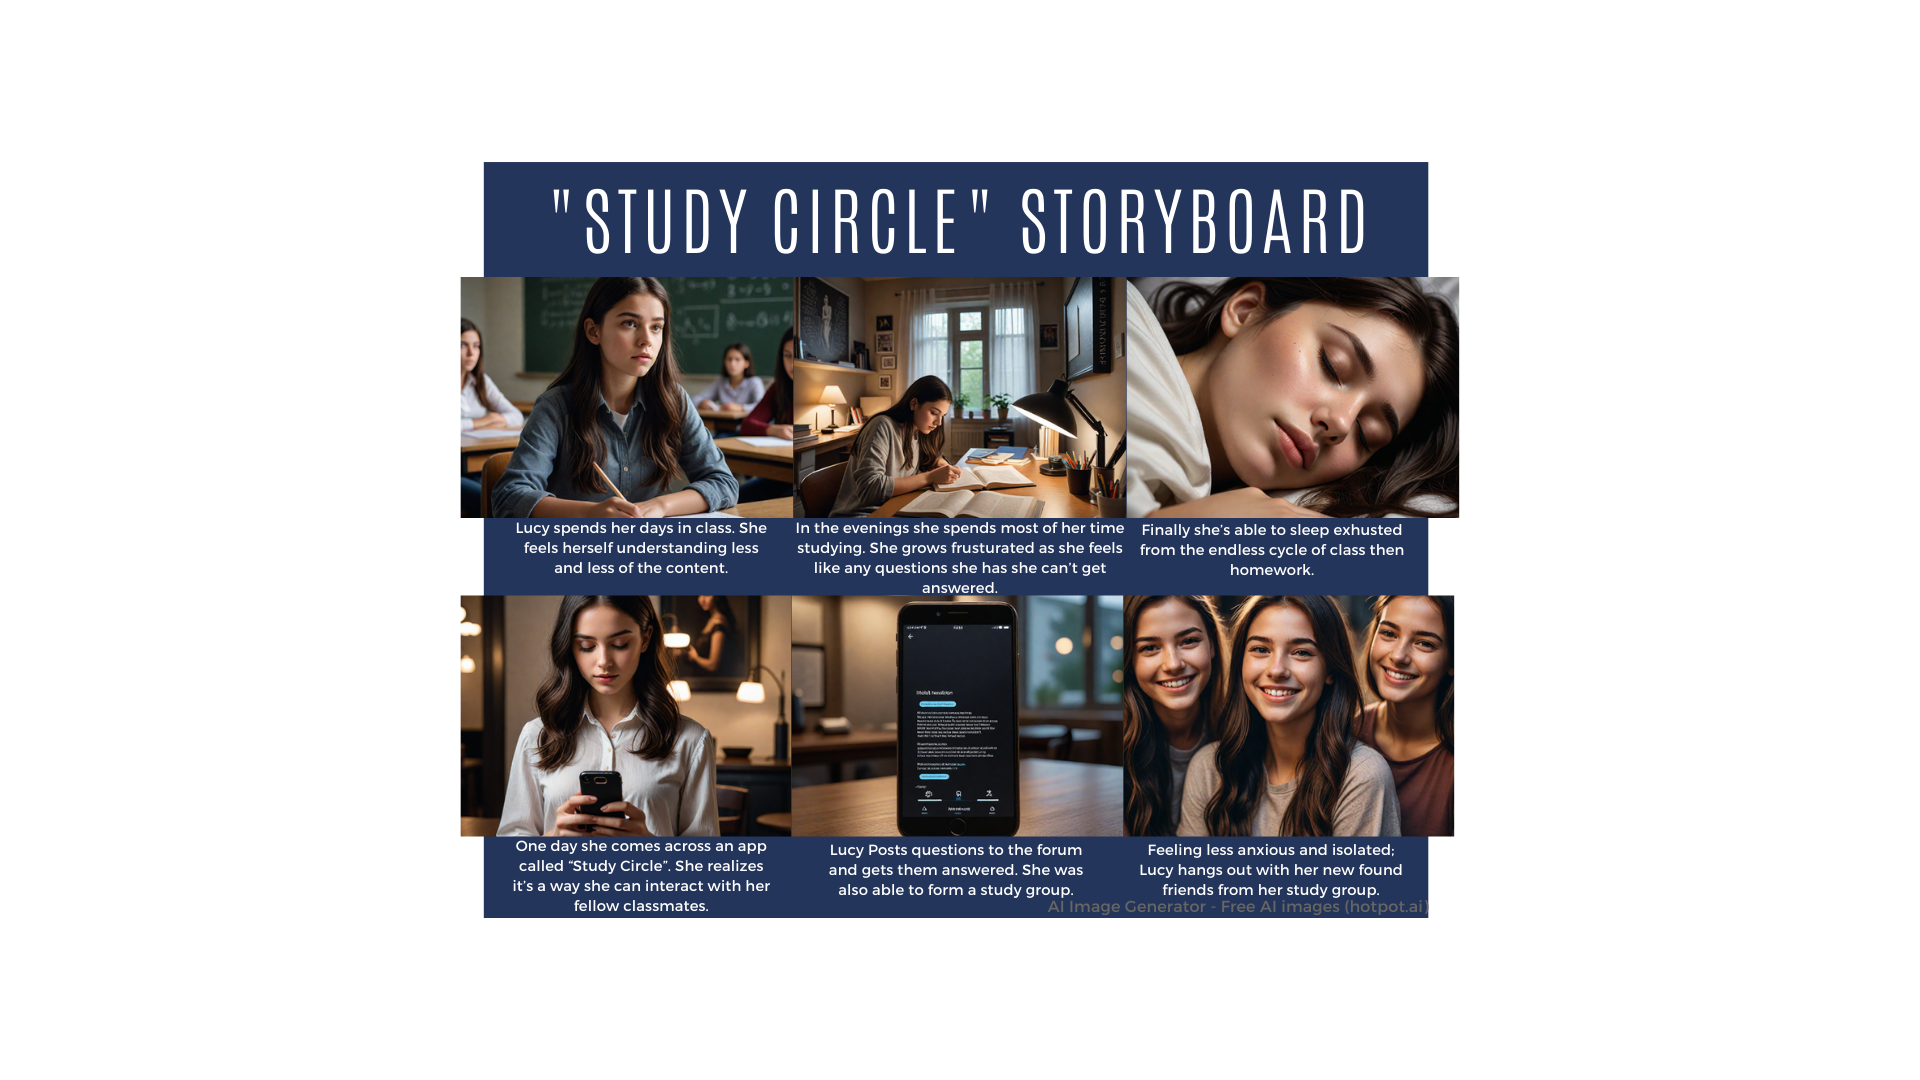 "STUDY CIRCLE" STORYBOARD
Lucy spends her days in class. She
feels herself understanding less
and less of the content.
In the evenings she spends most of her time
studying. She grows frusturated as she feels
like any questions she has she can’t get
answered.
Finally she’s able to sleep exhusted
from the endless cycle of class then
homework.
One day she comes across an app
called “Study Circle”. She realizes
it’s a way she can interact with her
fellow classmates.
Lucy Posts questions to the forum
and gets them answered. She was
also able to form a study group.
Feeling less anxious and isolated;
Lucy hangs out with her new found
friends from her study group.
AI Image Generator - Free AI images (hotpot.ai)